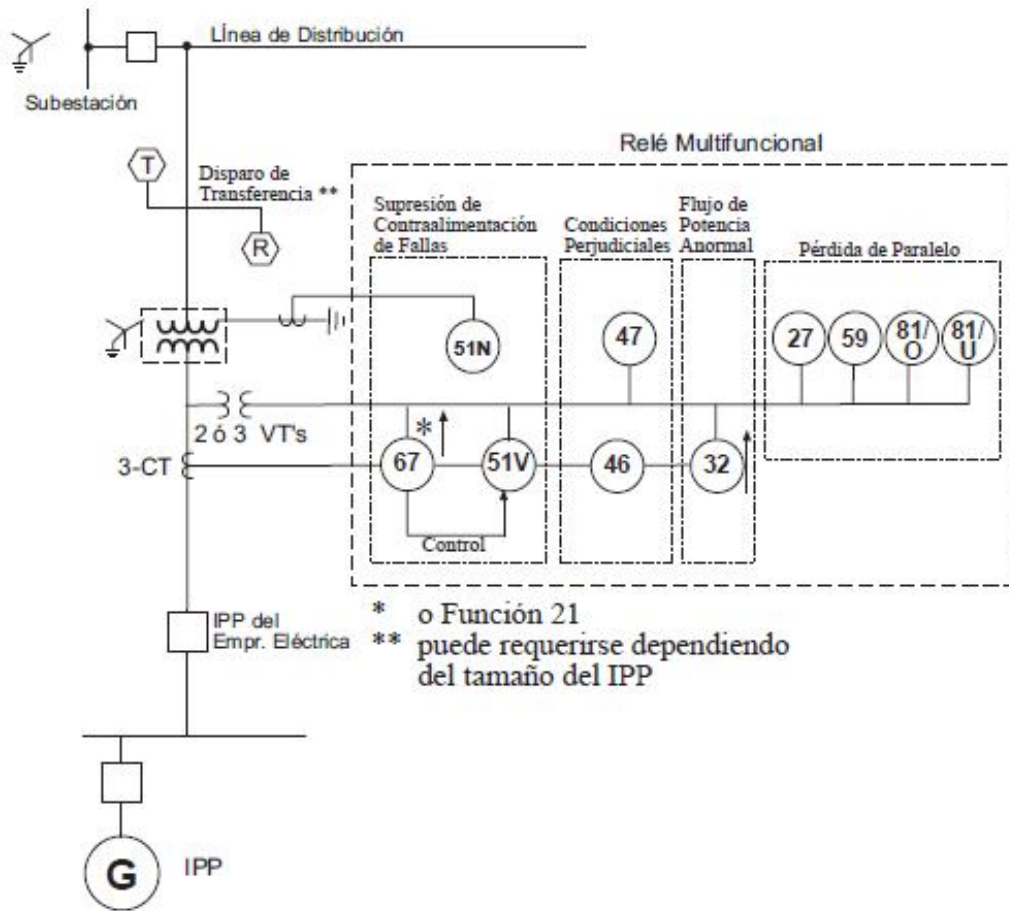 LÍnea de Distribución
Subestación
Relé Multifuncional
T
Disparo de
Transferencia **
R
Supresión de
Contraalimentación
de Fallas
Condiciones
Perjudiciales
Flujo de
Potencia
Anormal
Pérdida de Paralelo
51N
47
27
59
81/
O
81/
U
2 ó 3 VT's
*
3-CT
67
51V
46
32
Control
IPP del
Empr. Eléctrica
* o Función 21
** puede requerirse dependiendo
del tamaño del IPP
G
IPP